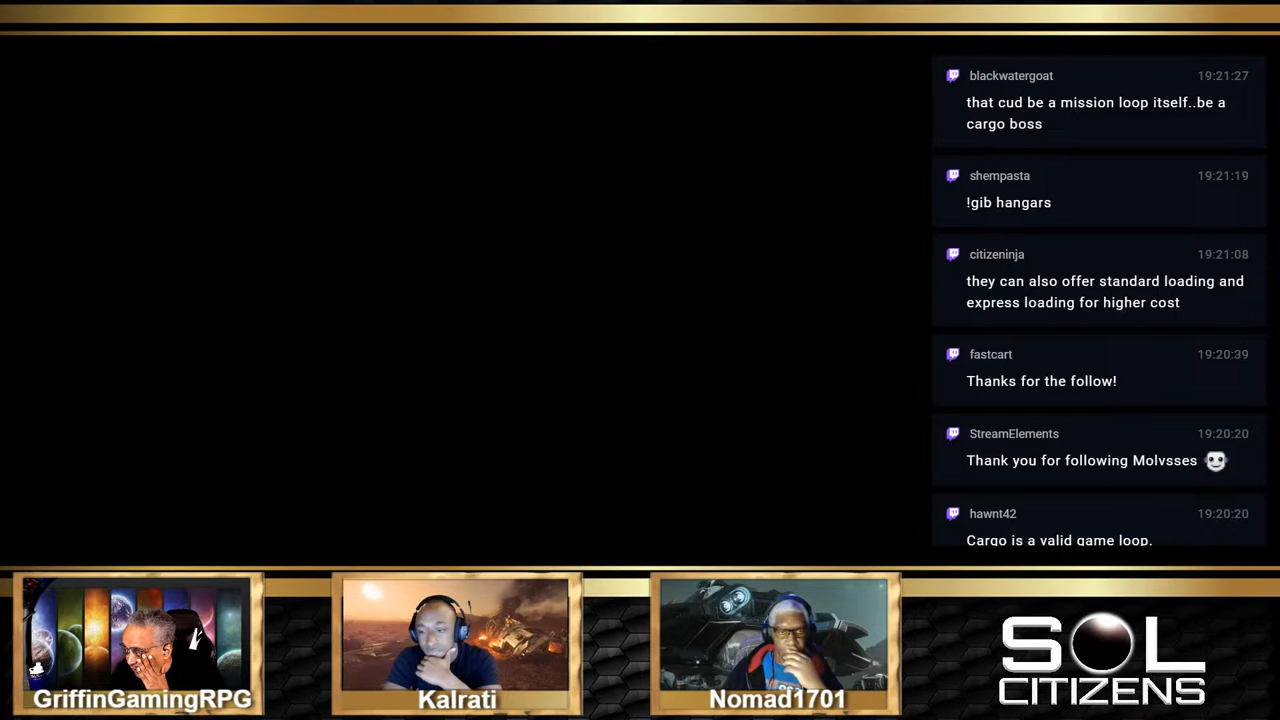 blackwatergoat 19:21:27
that cud be a mission loop itself..be a
cargo boss
shempasta 19:21:19
!gib hangars
citizeninja 19:21:08
they can also offer standard loading and
express loading for higher cost
fastcart 19:20:39
Thanks for the follow!
StreamElements 19:20:20
Thank you for following Molvsses
hawnt42 19:20:20
Cargo is a valid game loop.
GriffinGamingRPG
Kalrati
Nomad1701
SOL
CITIZENS